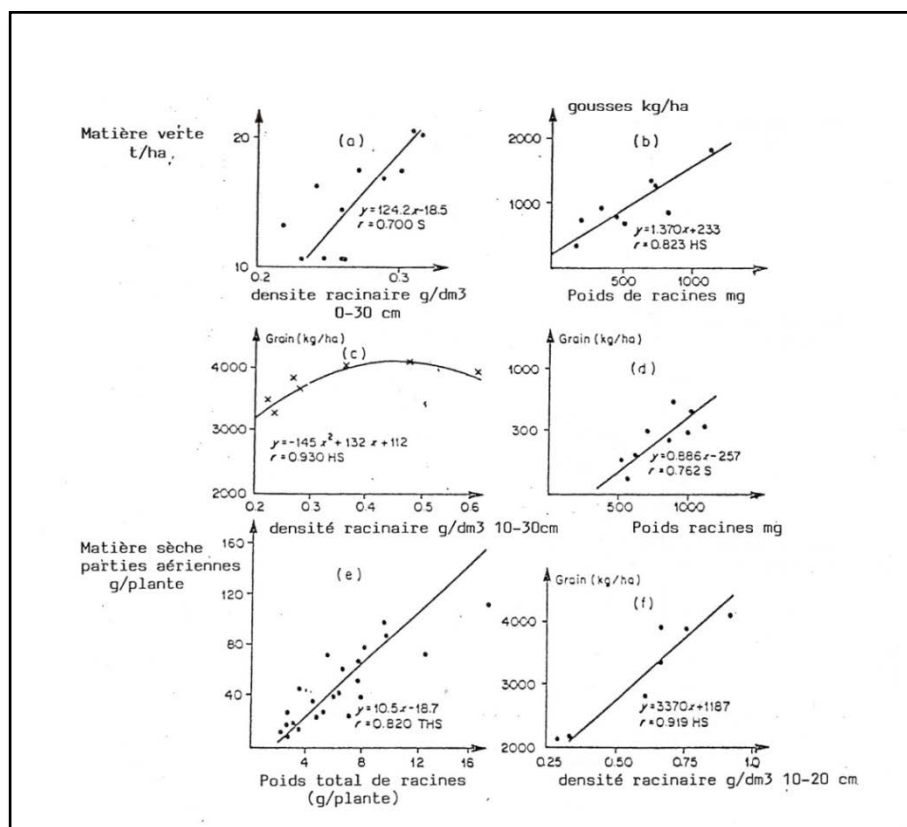 Matière verte
t/ha
20
10
(a)
y=124.2x-18.5
r=0.700 S
0.2
0.3
densite racinaire g/dm3
0-30 cm
gousses kg/ha
2000
1000
(b)
y=1.370x+233
r=0.823 HS
500
1000
Poids de racines mg
Grain (kg/ha)
4000
3000
2000
(c)
y=-145 x²+132 x+112
r=0.930 HS
0.2
0.3
0.4
0.5
0.6
densité racinaire g/dm3 10-30cm
Grain (kg/ha)
1000
300
(d)
y=0.886x-257
r=0.762 S
500
1000
Poids racines mg
Matière sèche
parties aériennes
g/plante
160
120
80
40
(e)
y=10.5x-18.7
r=0.820 THS
4
8
12
16
Poids total de racines
(g/plante)
Grain (kg/ha)
4000
3000
2000
(f)
y=3370x+1187
r=0.919 HS
0.25
0.50
0.75
1.0
densité racinaire g/dm3 10-20 cm